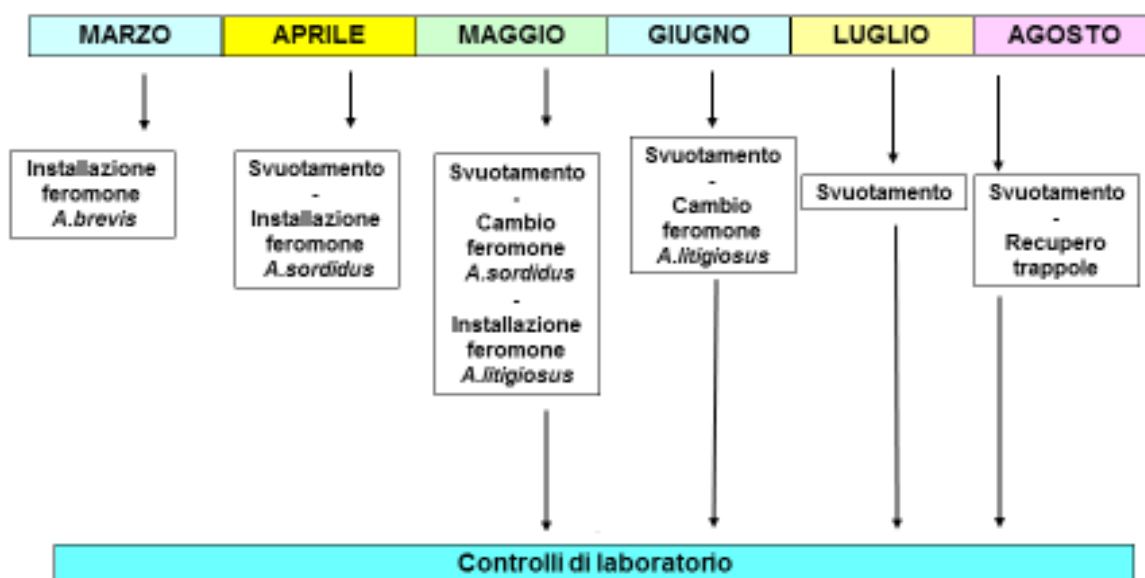 MARZO APRILE MAGGIO GIUGNO LUGLIO AGOSTO
Installazione
feromone
A.brevis
Svuotamento
-
Installazione
feromone
A.sordidus
Svuotamento
-
Cambio
feromone
A.sordidus
-
Installazione
feromone
A.litigiosus
Svuotamento
-
Cambio
feromone
A.litigiosus
Svuotamento
Svuotamento
-
Recupero
trappole
Controlli di laboratorio